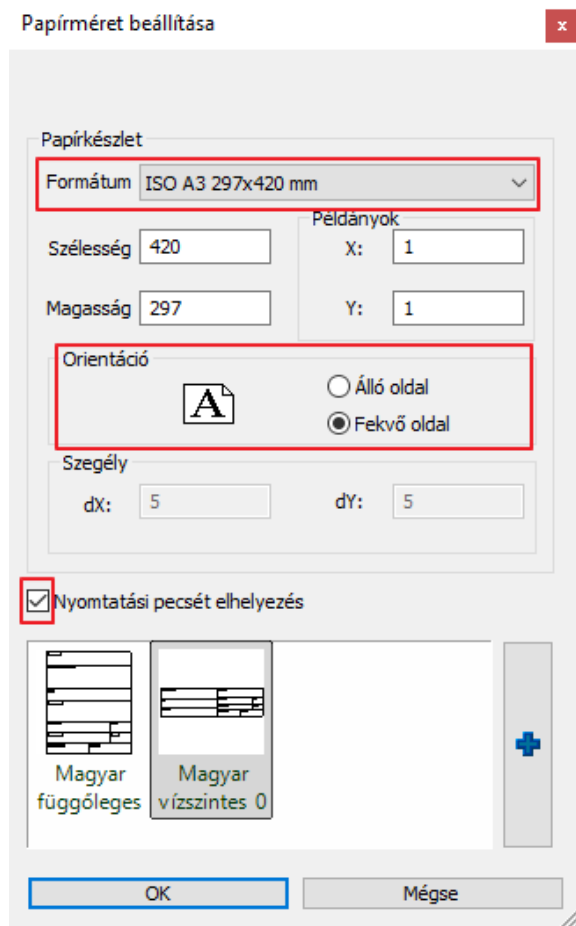 Papírméret beállítása
x
Papírkészlet
Formátum ISO A3 297x420 mm
Példányok
Szélesség 420 X: 1
Magasság 297 Y: 1
Orientáció
A
Álló oldal
Fekvő oldal
Szegély
dX: 5 dY: 5
Nyomtatási pecsét elhelyezés
Magyar függőleges
Magyar vízszintes 0
OK Mégse